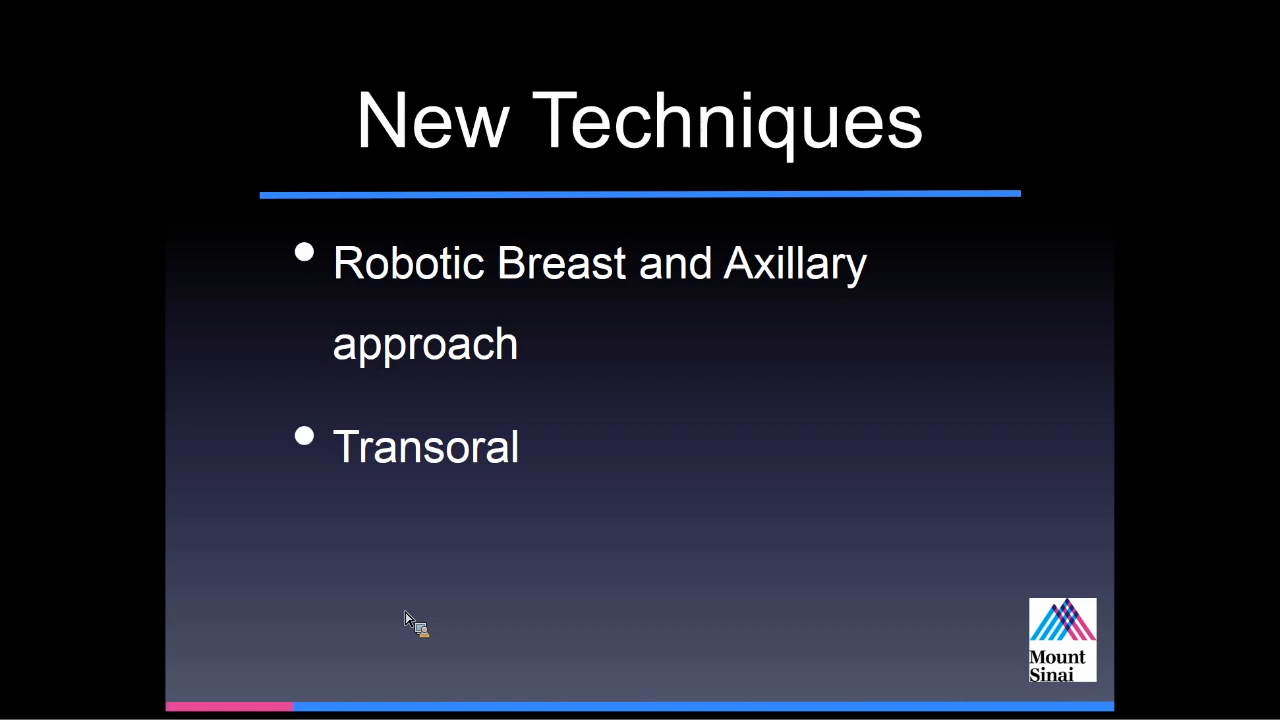 New Techniques
• Robotic Breast and Axillary
approach
• Transoral
Mount
Sinai